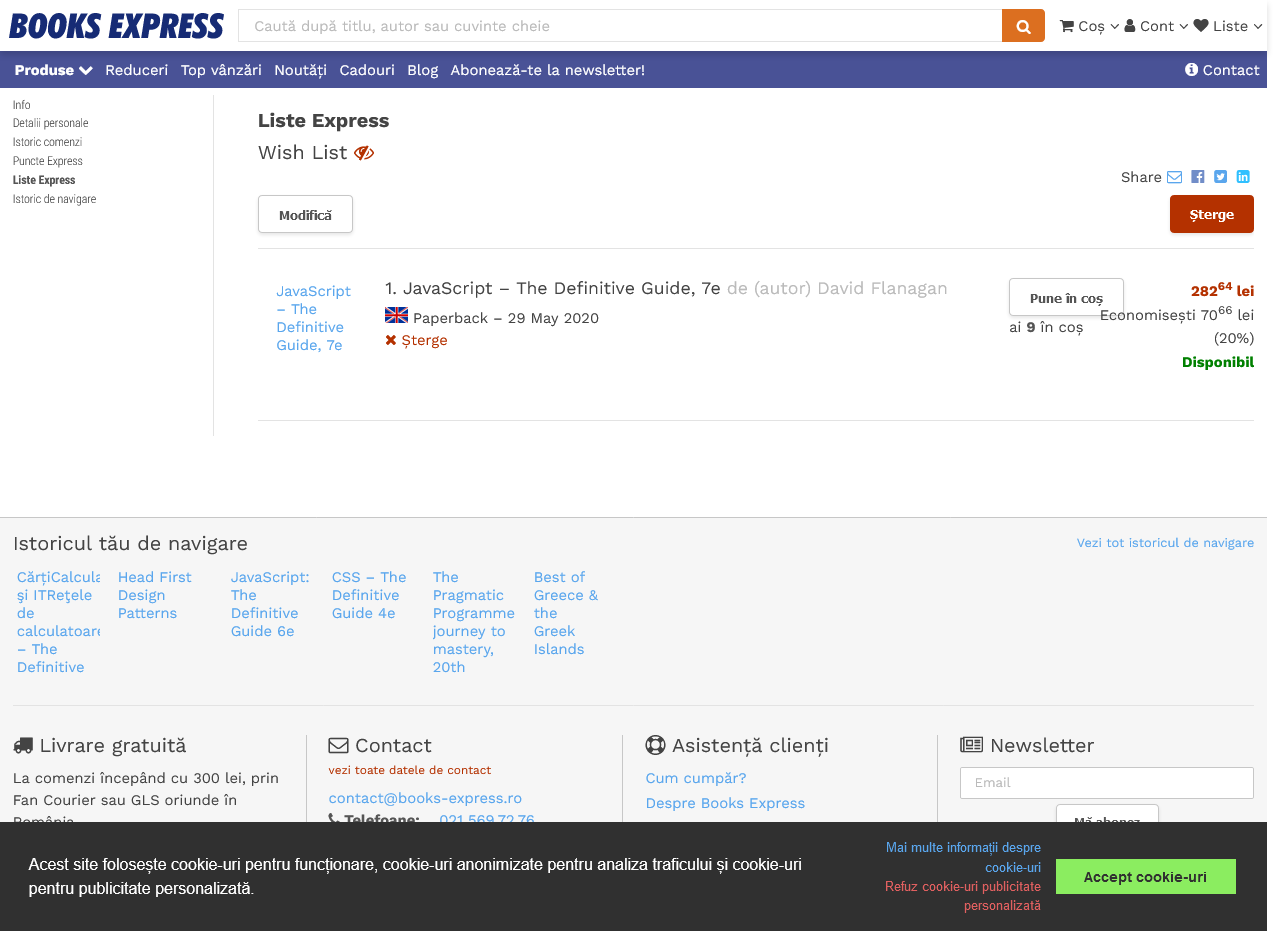 BOOKS EXPRESS
Caută după titlu, autor sau cuvinte cheie
Coș
Cont
Liste
Produse
Reduceri
Top vânzări
Noutăți
Cadouri
Blog
Abonează-te la newsletter!
Contact
Info
Detalii personale
Istoric comenzi
Puncte Express
Liste Express
Istoric de navigare
Liste Express
Wish List
Share
Modifică
Șterge
JavaScript
– The
Definitive
Guide, 7e
1. JavaScript – The Definitive Guide, 7e de (autor) David Flanagan
Paperback – 29 May 2020
Șterge
Pune în coș
ai 9 în coș
282⁶⁴ lei
Economisești 70⁶⁶ lei
(20%)
Disponibil
Istoricul tău de navigare
Vezi tot istoricul de navigare
CărțiCalcula
şi ITReţele
de
calculatoare
– The
Definitive
Head First
Design
Patterns
JavaScript:
The
Definitive
Guide 6e
CSS – The
Definitive
Guide 4e
The
Pragmatic
Programme
journey to
mastery,
20th
Best of
Greece &
the
Greek
Islands
Livrare gratuită
La comenzi începând cu 300 lei, prin
Fan Courier sau GLS oriunde în
România
Contact
vezi toate datele de contact
contact@books-express.ro
Telefoane: 021.569.72.76
Asistență clienți
Cum cumpăr?
Despre Books Express
Newsletter
Email
Mă abonez
Acest site folosește cookie-uri pentru funcționare, cookie-uri anonimizate pentru analiza traficului și cookie-uri
pentru publicitate personalizată.
Mai multe informații despre
cookie-uri
Refuz cookie-uri publicitate
personalizată
Accept cookie-uri